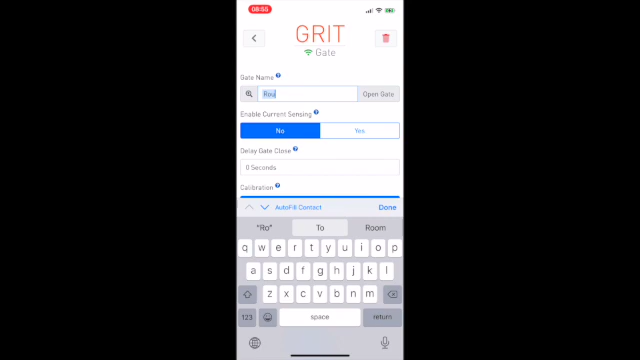 08:55
GRIT
Gate
Gate Name
Rou
Open Gate
Enable Current Sensing
No
Yes
Delay Gate Close
0 Seconds
Calibration
AutoFill Contact
Done
"Ro"
To
Room
q w e r t y u i o p
a s d f g h j k l
z x c v b n m
123
space
return